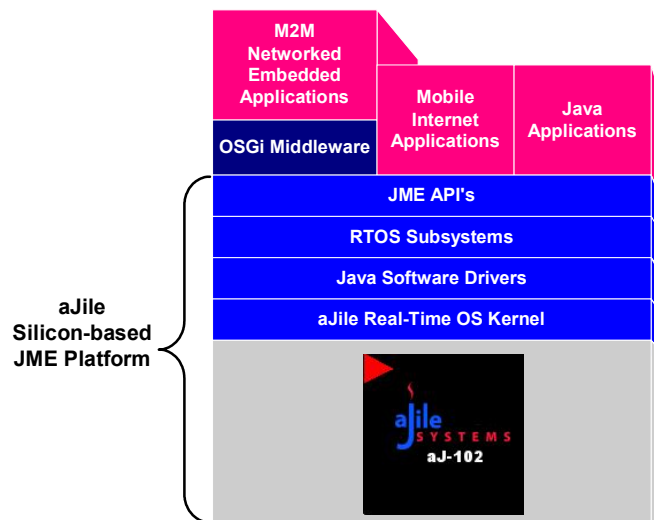 M2M
Networked
Embedded
Applications
Mobile
Internet
Applications
Java
Applications
OSGi Middleware
JME API's
RTOS Subsystems
Java Software Drivers
aJile Real-Time OS Kernel
aJile
Silicon-based
JME Platform
aJile
SYSTEMS
aJ-102